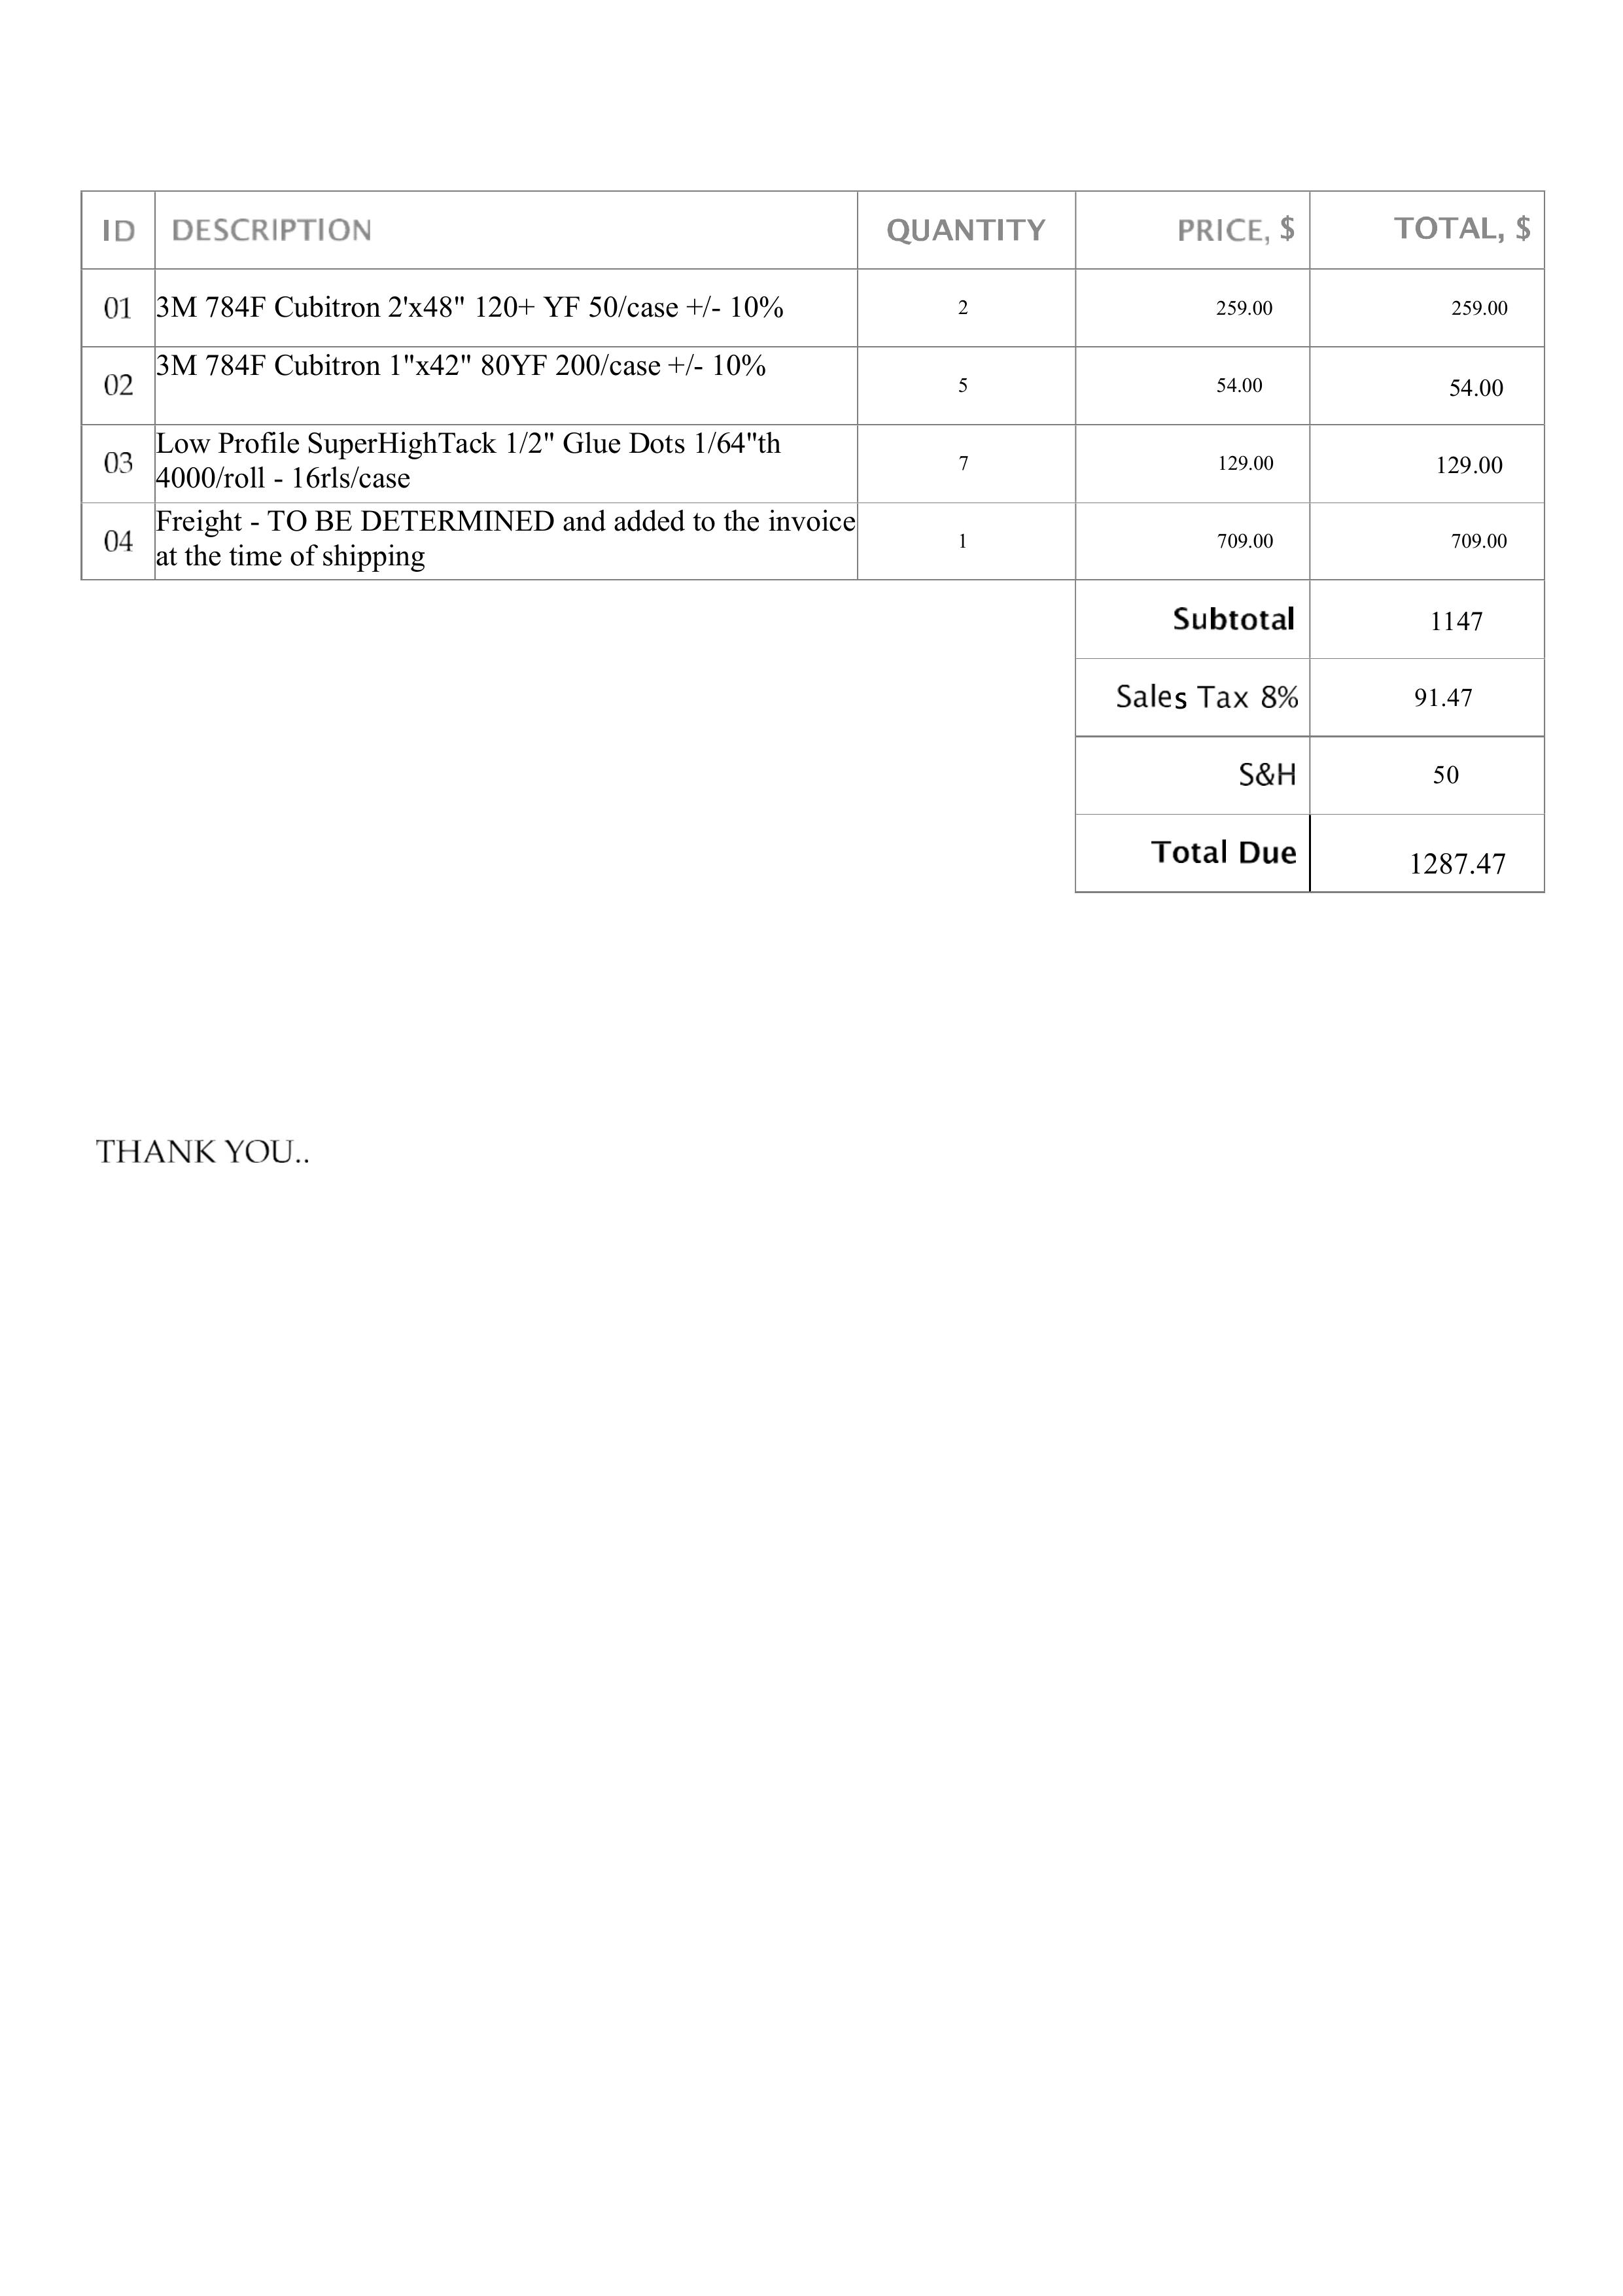 ID DESCRIPTION QUANTITY PRICE, $ TOTAL, $
01 3M 784F Cubitron 2'x48" 120+ YF 50/case +/- 10% 2 259.00 259.00
02 3M 784F Cubitron 1"x42" 80YF 200/case +/- 10% 5 54.00 54.00
03 Low Profile SuperHighTack 1/2" Glue Dots 1/64"th
4000/roll - 16rls/case 7 129.00 129.00
04 Freight - TO BE DETERMINED and added to the invoice
at the time of shipping 1 709.00 709.00
Subtotal 1147
Sales Tax 8% 91.47
S&H 50
Total Due 1287.47
THANK YOU..